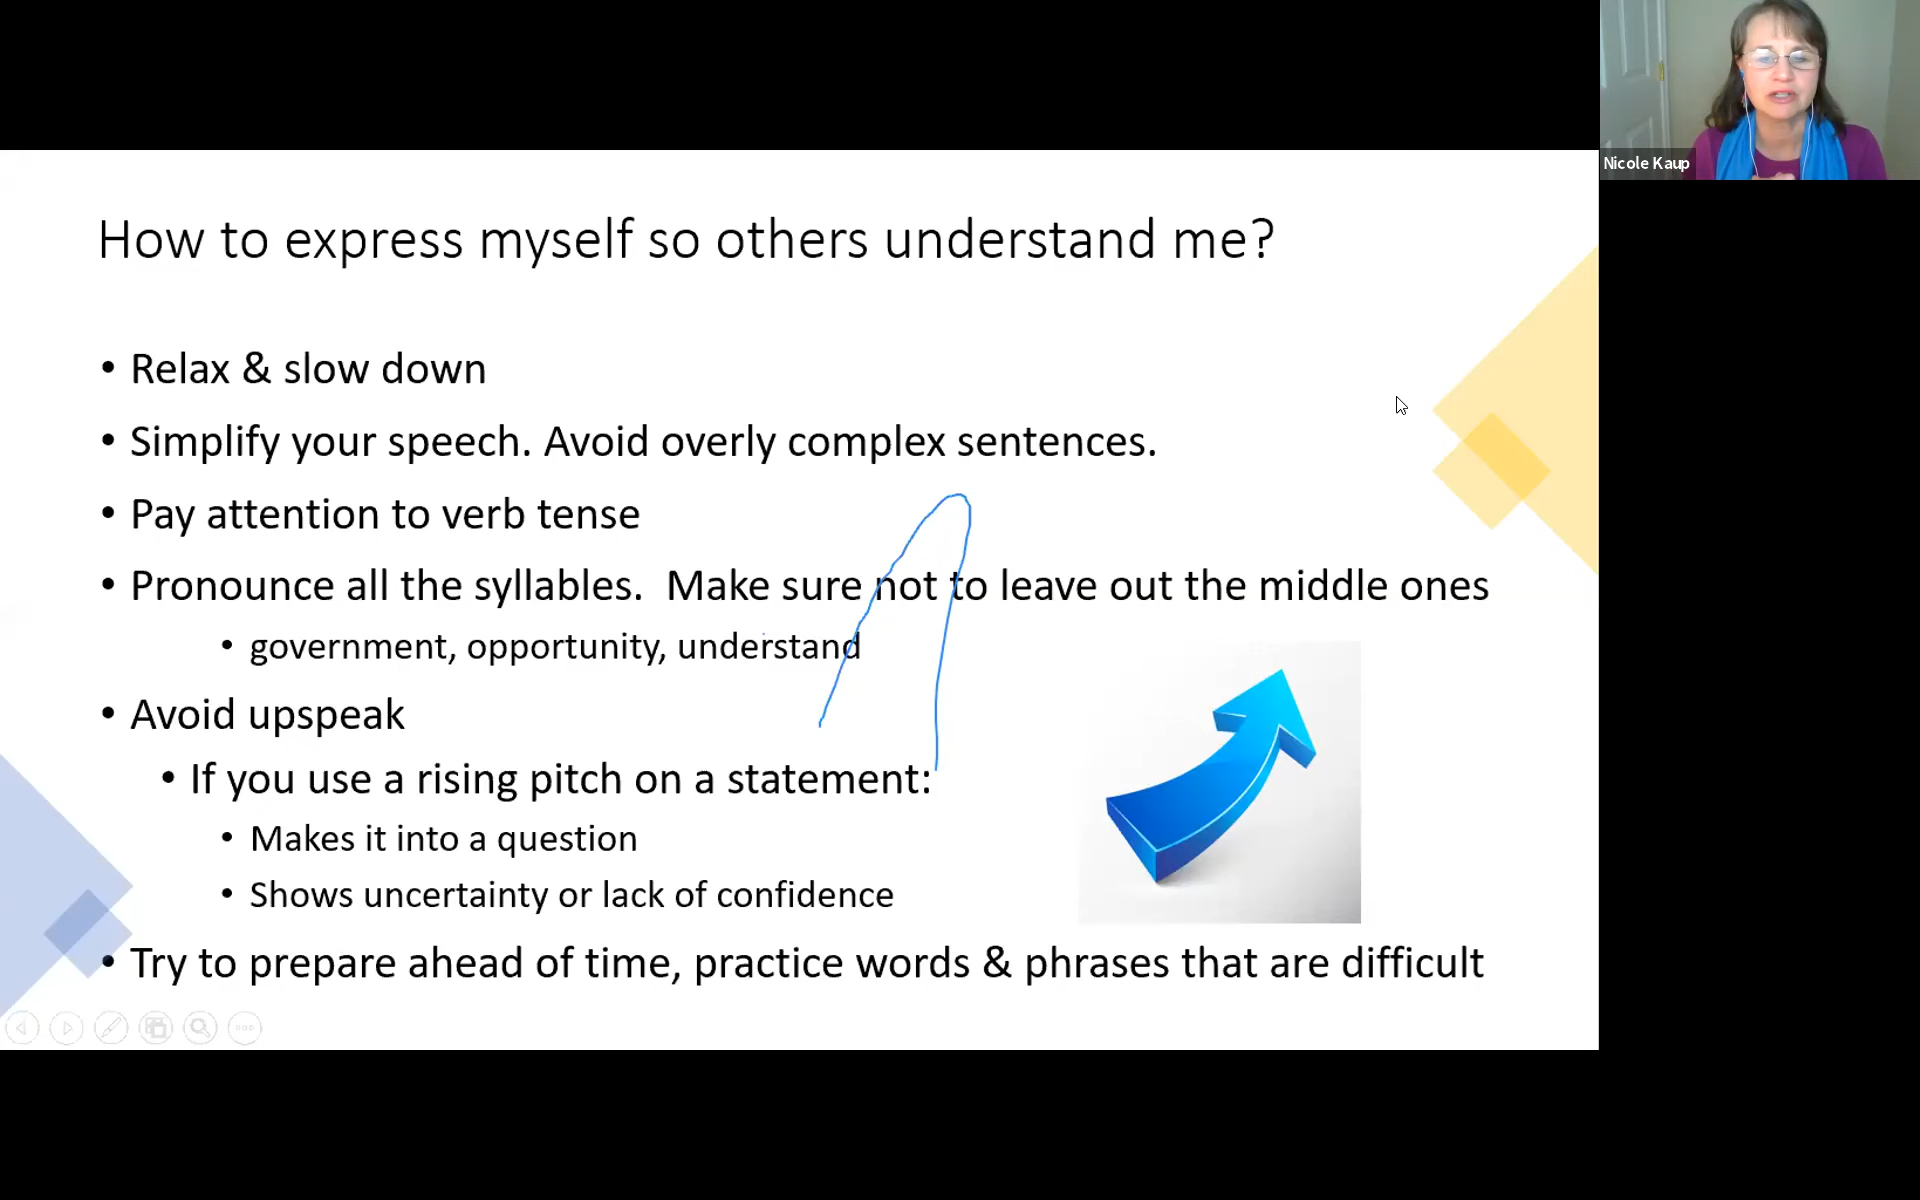 How to express myself so others understand me?
• Relax & slow down
• Simplify your speech. Avoid overly complex sentences.
• Pay attention to verb tense
• Pronounce all the syllables.  Make sure not to leave out the middle ones
• government, opportunity, understand
• Avoid upspeak
• If you use a rising pitch on a statement:
• Makes it into a question
• Shows uncertainty or lack of confidence
• Try to prepare ahead of time, practice words & phrases that are difficult
Nicole Kaup